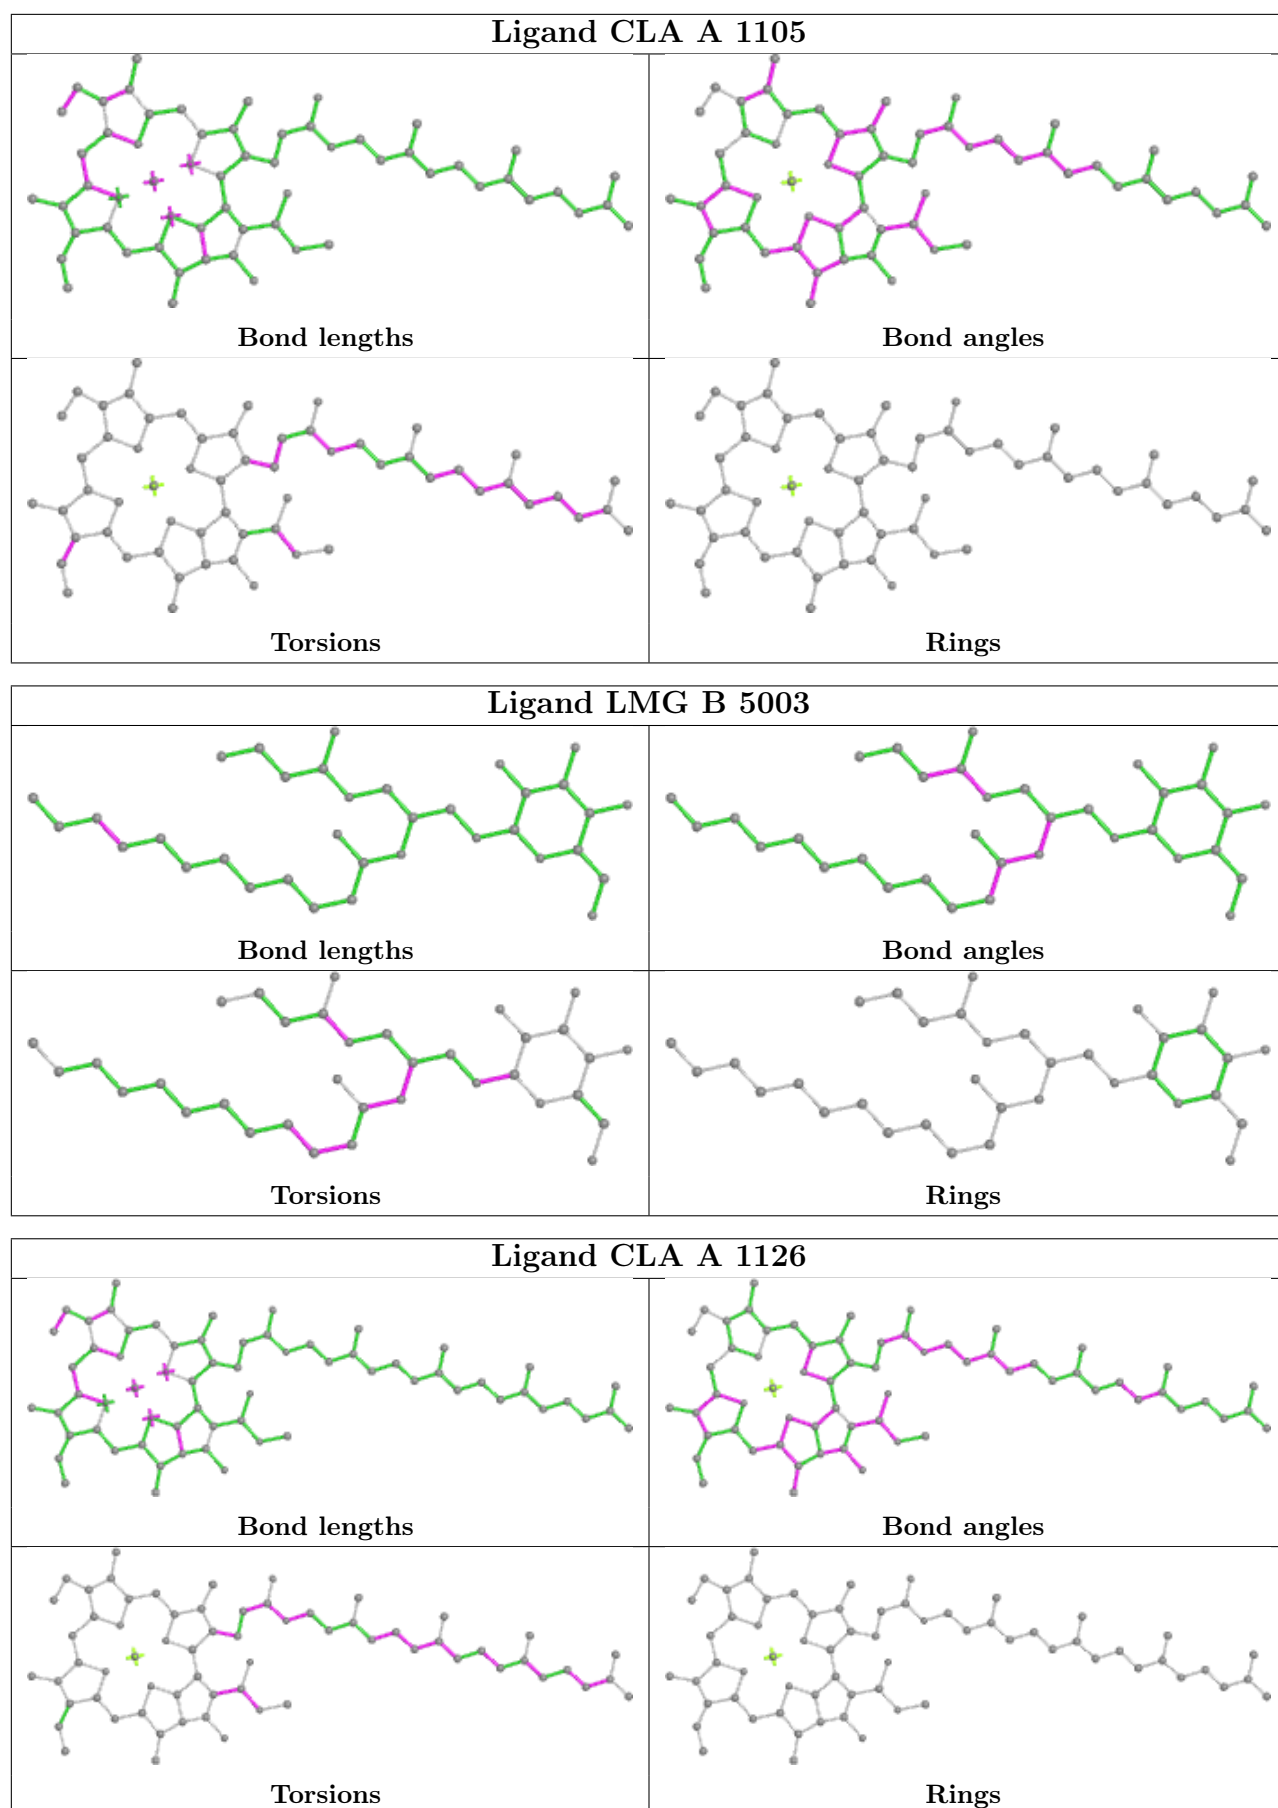 Ligand CLA A 1105
Bond lengths
Bond angles
Torsions
Rings
Ligand LMG B 5003
Bond lengths
Bond angles
Torsions
Rings
Ligand CLA A 1126
Bond lengths
Bond angles
Torsions
Rings